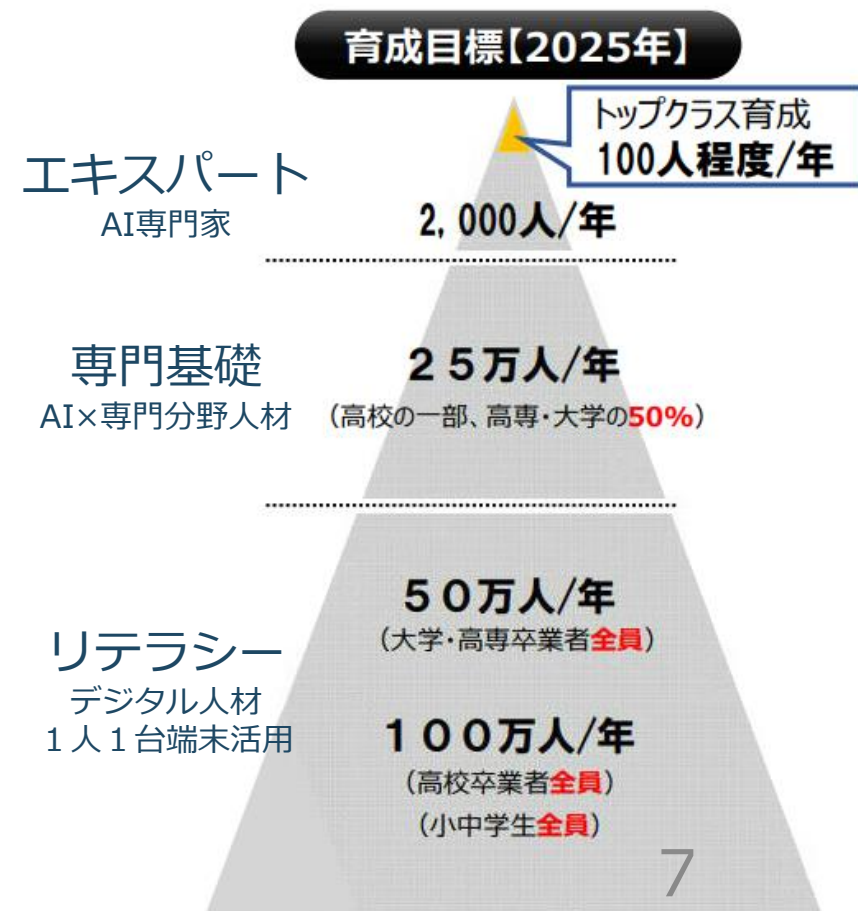 育成目標【2025年】
トップクラス育成
100人程度/年
エキスパート
AI専門家
2,000人/年
専門基礎
AI×専門分野人材
25万人/年
(高校の一部、高専・大学の50%)
リテラシー
デジタル人材
1人1台端末活用
50万人/年
(大学・高専卒業者全員)
100万人/年
(高校卒業者全員)
(小中学生全員)
7